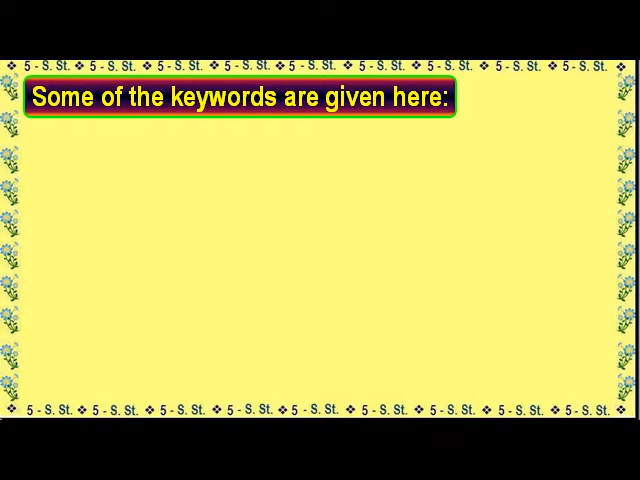 ❖ 5 - S. St. ❖ 5 - S. St. ❖ 5 - S. St. ❖ 5 - S. St. ❖ 5 - S. St. ❖ 5 - S. St. ❖ 5 - S. St. ❖ 5 - S. St. ❖ 5 - S. St. ❖
Some of the keywords are given here:
❖ 5 - S. St. ❖ 5 - S. St. ❖ 5 - S. St. ❖ 5 - S. St. ❖ 5 - S. St. ❖ 5 - S. St. ❖ 5 - S. St. ❖ 5 - S. St. ❖ 5 - S. St. ❖